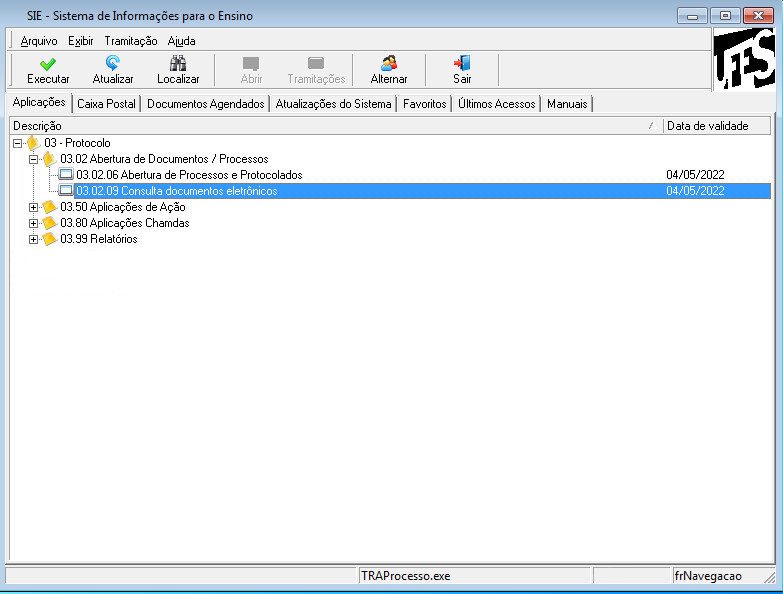 SIE - Sistema de Informações para o Ensino
Arquivo Exibir Tramitação Ajuda
Executar Atualizar Localizar Abrir Tramitações Alternar Sair
UFFS
Aplicações Caixa Postal Documentos Agendados Atualizações do Sistema Favoritos Últimos Acessos Manuais
Descrição Data de validade
03 - Protocolo
03.02 Abertura de Documentos / Processos
03.02.06 Abertura de Processos e Protocolados 04/05/2022
03.02.09 Consulta documentos eletrônicos 04/05/2022
03.50 Aplicações de Ação
03.80 Aplicações Chamdas
03.99 Relatórios
TRAProcesso.exe frNavegacao